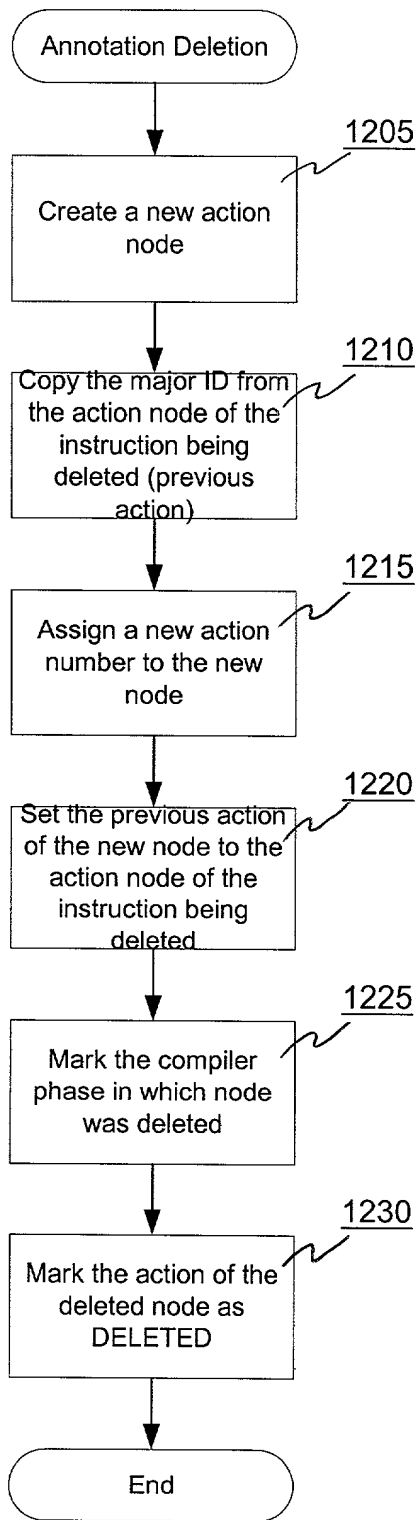 Annotation Deletion
1205
Create a new action
node
1210
Copy the major ID from
the action node of the
instruction being
deleted (previous
action)
1215
Assign a new action
number to the new
node
1220
Set the previous action
of the new node to the
action node of the
instruction being
deleted
1225
Mark the compiler
phase in which node
was deleted
1230
Mark the action of the
deleted node as
DELETED
End